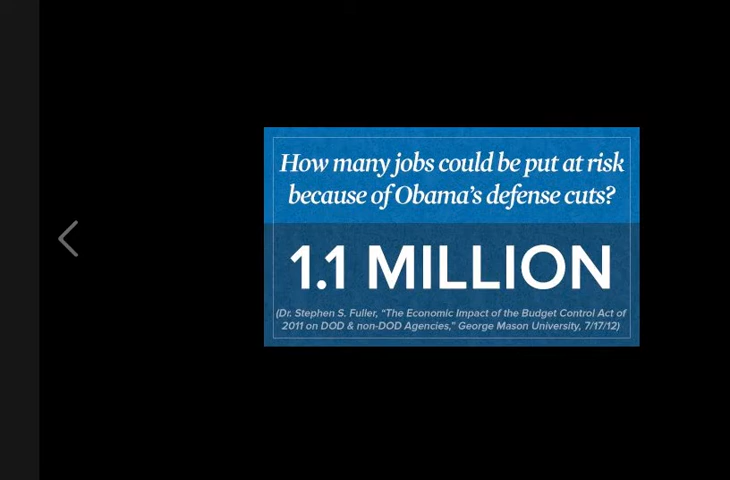 How many jobs could be put at risk
because of Obama's defense cuts?
1.1 MILLION
(Dr. Stephen S. Fuller, "The Economic Impact of the Budget Control Act of
2011 on DOD & non-DOD Agencies," George Mason University, 7/17/12)